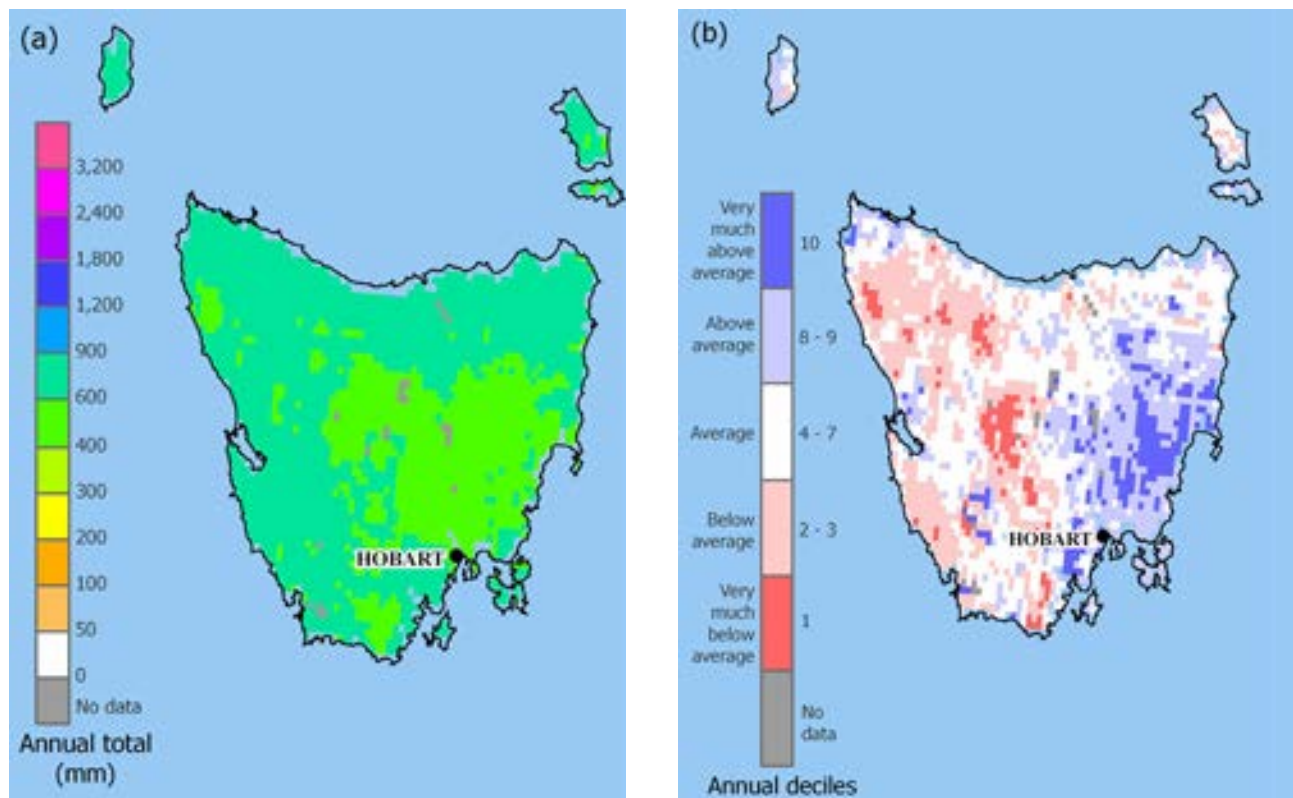 (a)
3,200
2,400
1,800
1,200
900
600
400
300
200
100
50
0
No data
Annual total
(mm)
HOBART
(b)
Very
much
above
average
10
Above
average
8 - 9
Average
4 - 7
Below
average
2 - 3
Very
much
below
average
1
No
data
Annual deciles
HOBART